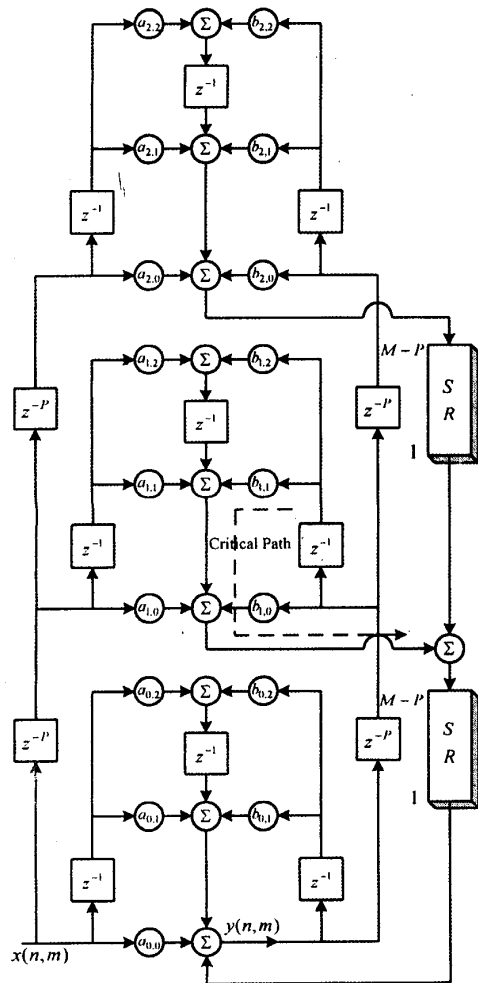 a2,2 Σ b2,2
z⁻¹
a2,1 Σ b2,1
z⁻¹ z⁻¹
a2,0 Σ b2,0
M − P
S
R
1
a1,2 Σ b1,2
z⁻ᴾ z⁻¹ z⁻ᴾ
a1,1 Σ b1,1
Critical Path
z⁻¹ z⁻¹
a1,0 Σ b1,0
Σ
a0,2 Σ b0,2
M − P
S
R
1
z⁻ᴾ z⁻¹ z⁻ᴾ
a0,1 Σ b0,1
z⁻¹ z⁻¹
a0,0 Σ y(n,m)
x(n,m)